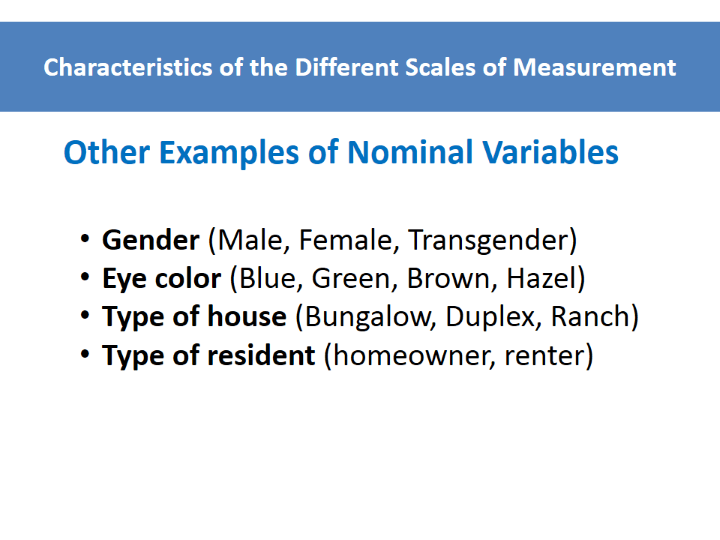 Characteristics of the Different Scales of Measurement
Other Examples of Nominal Variables
• Gender (Male, Female, Transgender)
• Eye color (Blue, Green, Brown, Hazel)
• Type of house (Bungalow, Duplex, Ranch)
• Type of resident (homeowner, renter)